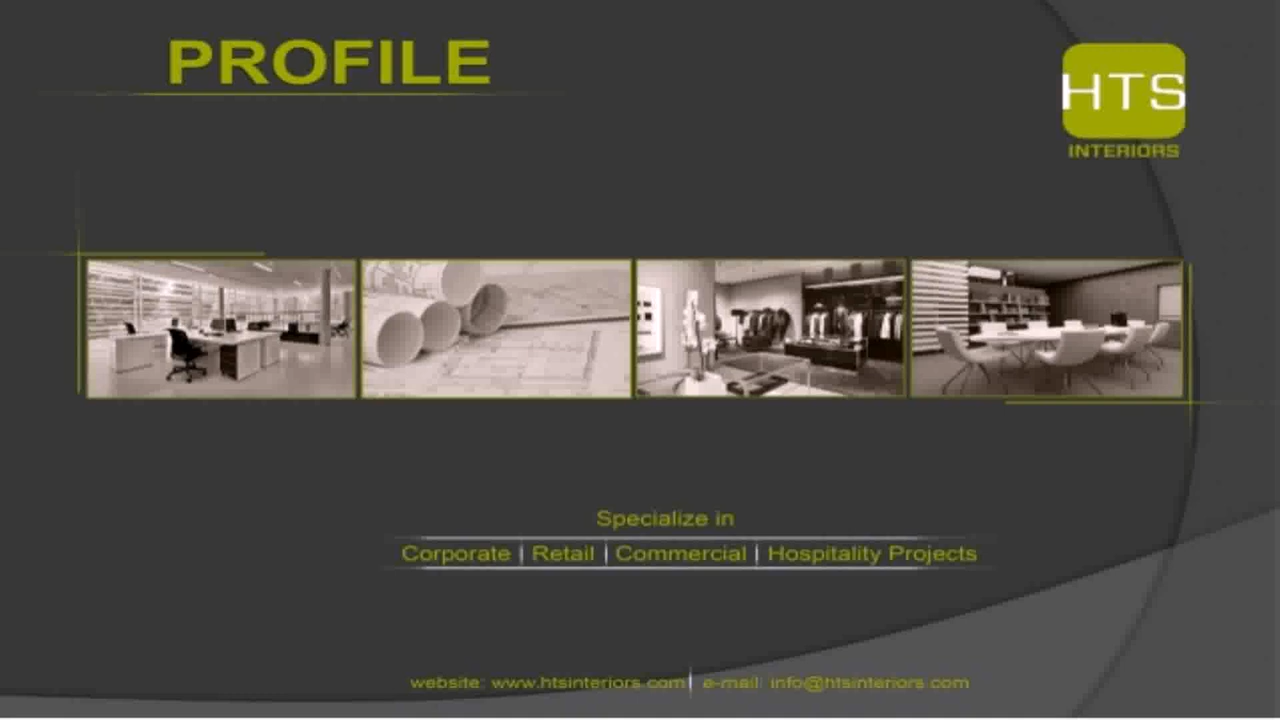 PROFILE
HTS
INTERIORS
Specialize in
Corporate | Retail | Commercial | Hospitality Projects
website: www.htsinteriors.com | e-mail: info@htsinteriors.com